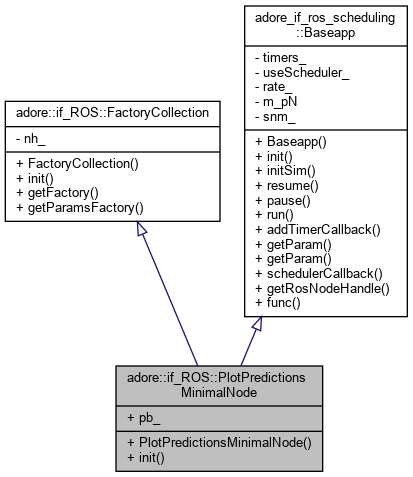 adore_if_ros_scheduling
::Baseapp
- timers_
- useScheduler_
- rate_
- m_pN
- snm_
+ Baseapp()
+ init()
+ initSim()
+ resume()
+ pause()
+ run()
+ addTimerCallback()
+ getParam()
+ getParam()
+ schedulerCallback()
+ getRosNodeHandle()
+ func()
adore::if_ROS::FactoryCollection
- nh_
+ FactoryCollection()
+ init()
+ getFactory()
+ getParamsFactory()
adore::if_ROS::PlotPredictions
MinimalNode
+ pb_
+ PlotPredictionsMinimalNode()
+ init()